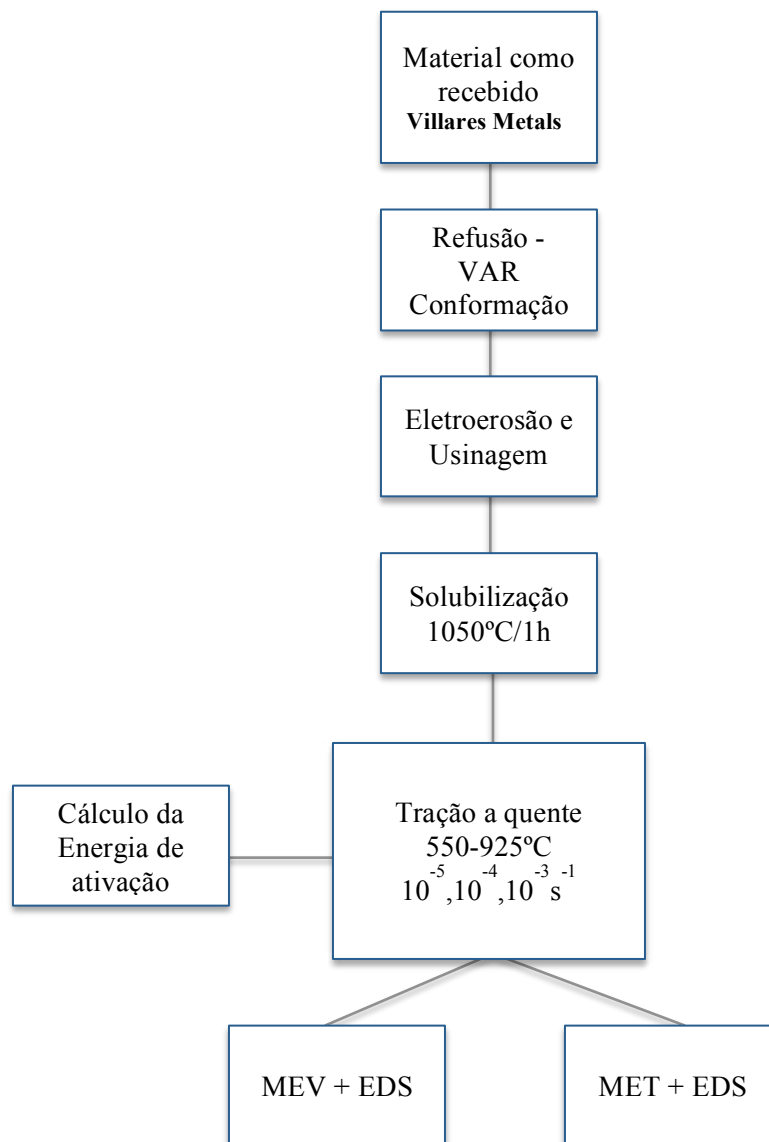 Material como
recebido
Villares Metals
Refusão -
VAR
Conformação
Eletroerosão e
Usinagem
Solubilização
1050ºC/1h
Cálculo da
Energia de
ativação
Tração a quente
550-925ºC
10⁻⁵,10⁻⁴,10⁻³s⁻¹
MEV + EDS
MET + EDS